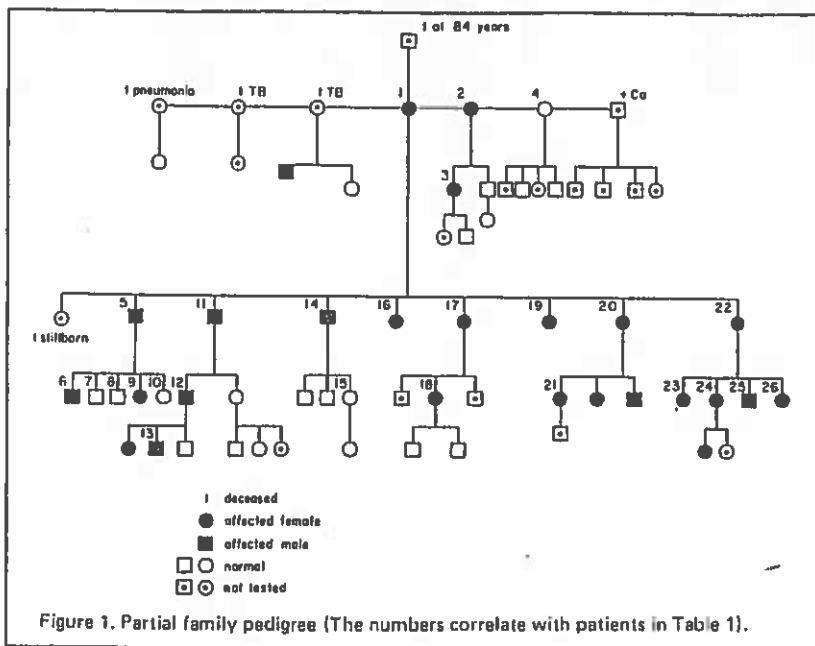 † at 84 years
† pneumonia † TB † TB 1 2 4 † Ca
3
5 11 14 16 17 19 20 22
† stillborn
6 7 8 9 10 12 15 18 21 23 24 25 26
13
† deceased
affected female
affected male
normal
not tested
Figure 1. Partial family pedigree (The numbers correlate with patients in Table 1).